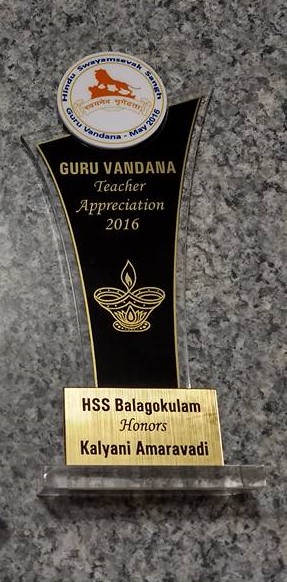 Hindu Swayamsevak Sangh
स्वयमेव मृगेंद्रता
Guru Vandana - May 2016
GURU VANDANA
Teacher
Appreciation
2016
HSS Balagokulam
Honors
Kalyani Amaravadi